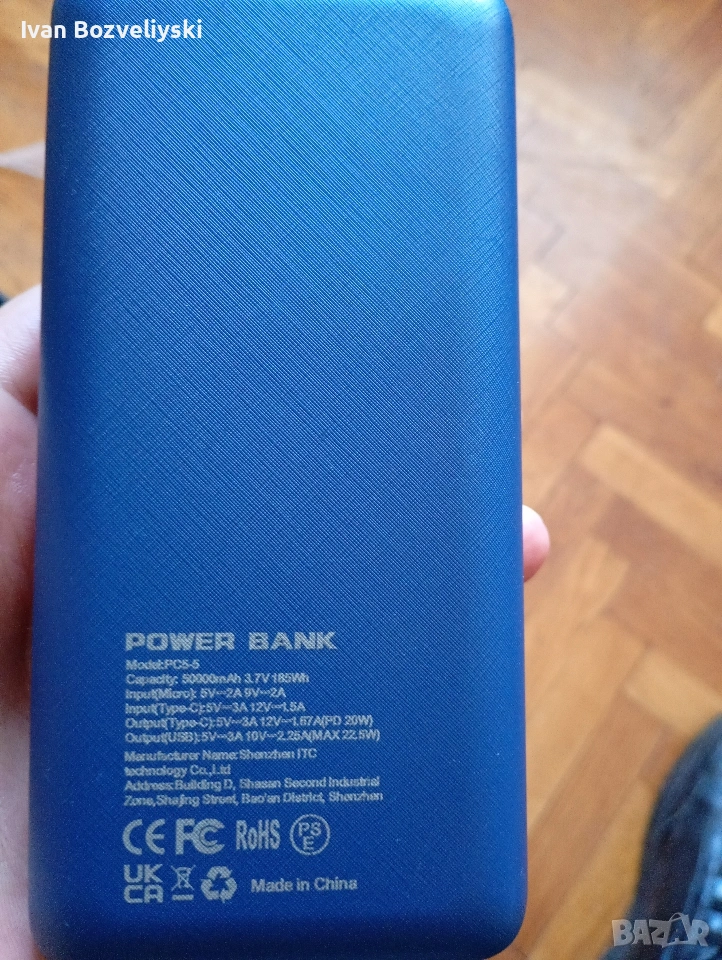 Ivan Bozveliyski
POWER BANK
Model:PC5-5
Capacity: 50000mAh 3.7V 185Wh
Input(Micro): 5V⎓2A 9V⎓2A
Input(Type-C):5V⎓3A 12V⎓1.5A
Output(Type-C):5V⎓3A 12V⎓1.67A(PD 20W)
Output(USB):5V⎓3A 10V⎓2.25A(MAX 22.5W)
Manufacturer Name:Shenzhen ITC
technology Co.,Ltd
Address:Building D, Shasan Second Industrial
Zone,Shajing Street, Bao'an District, Shenzhen
CE FC RoHS PSE
UK
CA Made in China
BAZAR